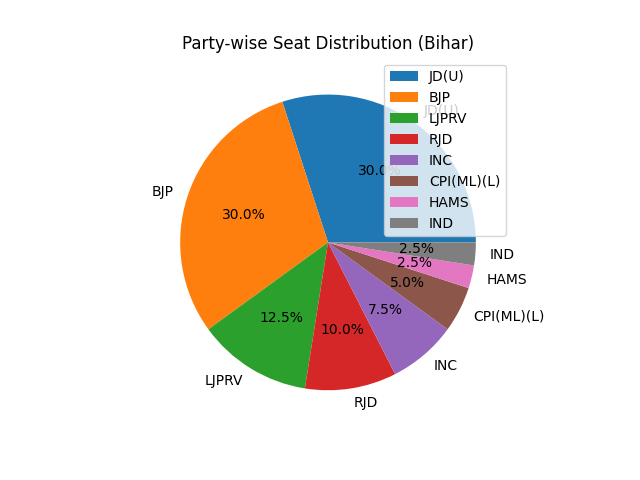 Party-wise Seat Distribution (Bihar)
JD(U)
BJP
LJPRV
RJD
INC
CPI(ML)(L)
HAMS
IND
JD(U)
30.0%
BJP
30.0%
LJPRV
12.5%
RJD
10.0%
INC
7.5%
CPI(ML)(L)
5.0%
HAMS
2.5%
IND
2.5%